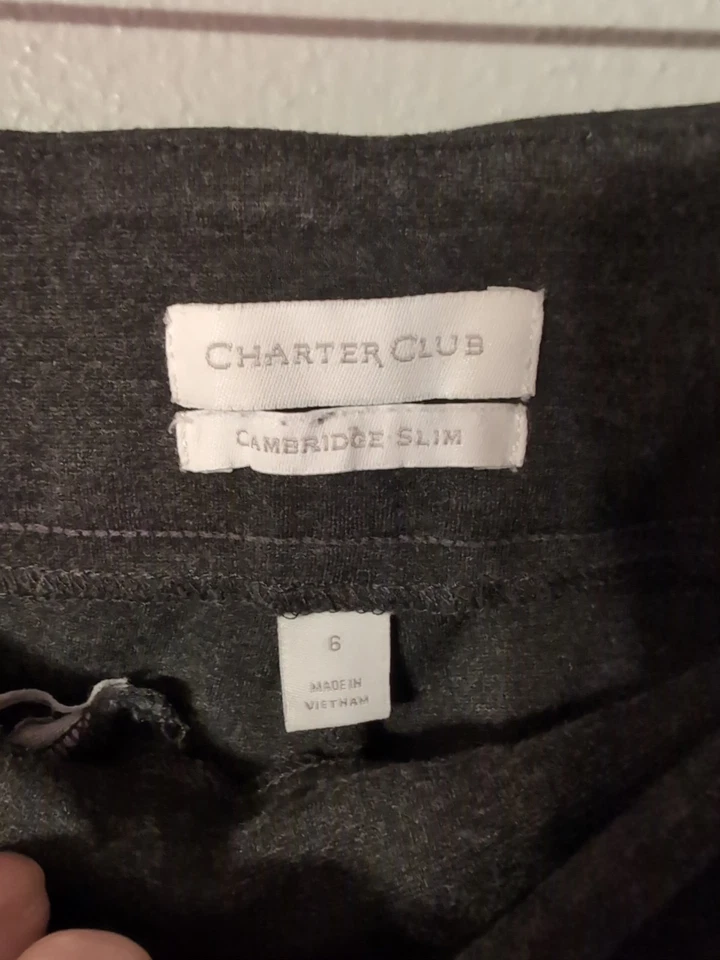 CHARTER CLUB
CAMBRIDGE SLIM
6
MADE IN
VIETNAM